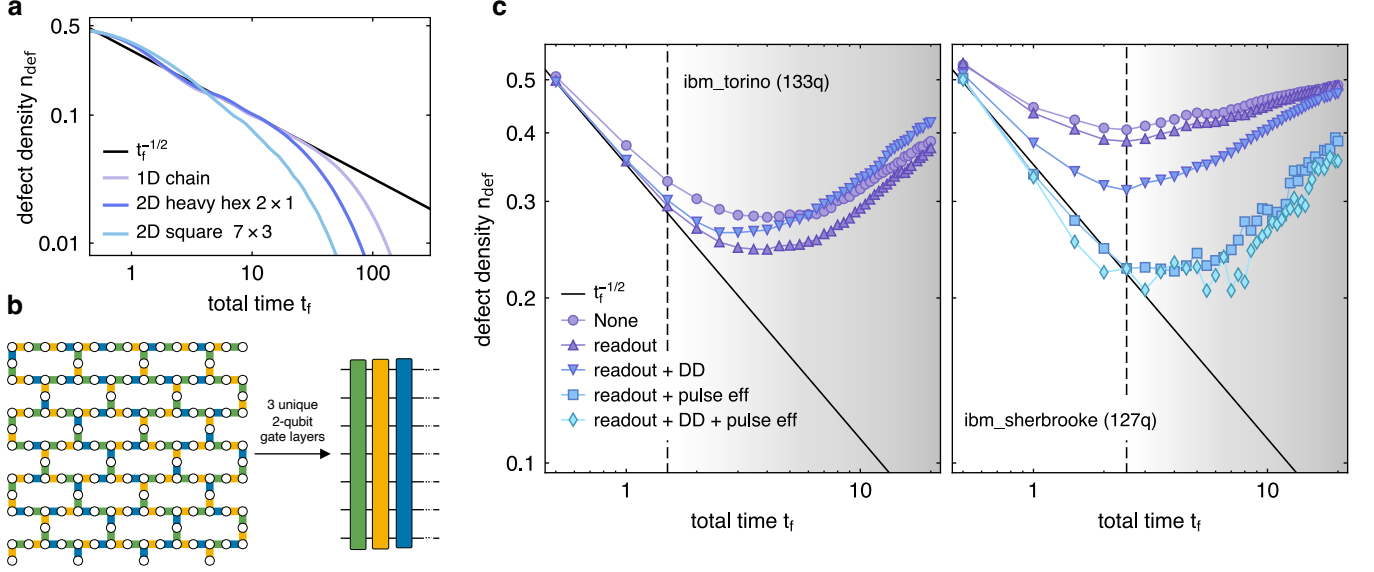 a
defect density n_def
0.5
0.1
0.01
t_f^-1/2
1D chain
2D heavy hex 2 × 1
2D square 7 × 3
1
10
100
total time t_f
b
3 unique
2-qubit
gate layers
c
defect density n_def
0.5
0.4
0.3
0.2
0.1
ibm_torino (133q)
t_f^-1/2
None
readout
readout + DD
readout + pulse eff
readout + DD + pulse eff
1
10
total time t_f
ibm_sherbrooke (127q)
1
10
total time t_f